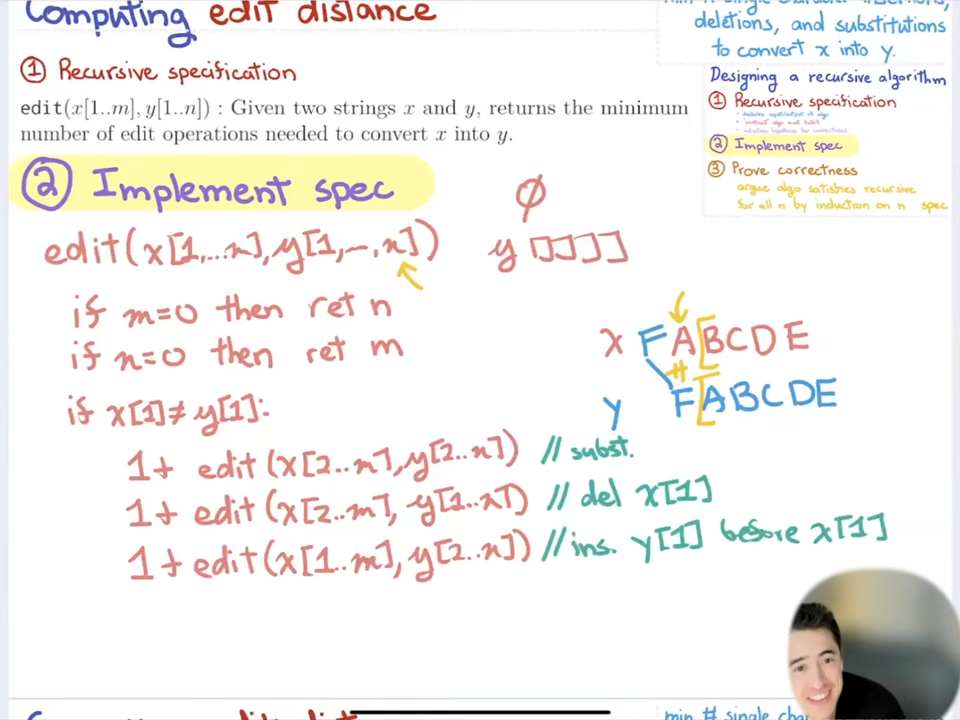 Computing edit distance
① Recursive specification
edit(x[1..m], y[1..n]) : Given two strings x and y, returns the minimum
number of edit operations needed to convert x into y.
② Implement spec
edit(x[1,...n], y[1,...,n])
if m=0 then ret n
if n=0 then ret m
if x[1]≠y[1]:
1+ edit(x[2..m], y[2..n]) // subst.
1+ edit(x[2..m], y[1..n]) // del x[1]
1+ edit(x[1..m], y[2..n]) // ins. y[1] before x[1]
∅
y
x F A B C D E
≠
y F A B C D E
deletions, and substitutions
to convert x into y.
Designing a recursive algorithm
① Recursive specification
② Implement spec
③ Prove correctness
argue algo satisfies recursive
for all n by induction on n spec
min # single cha